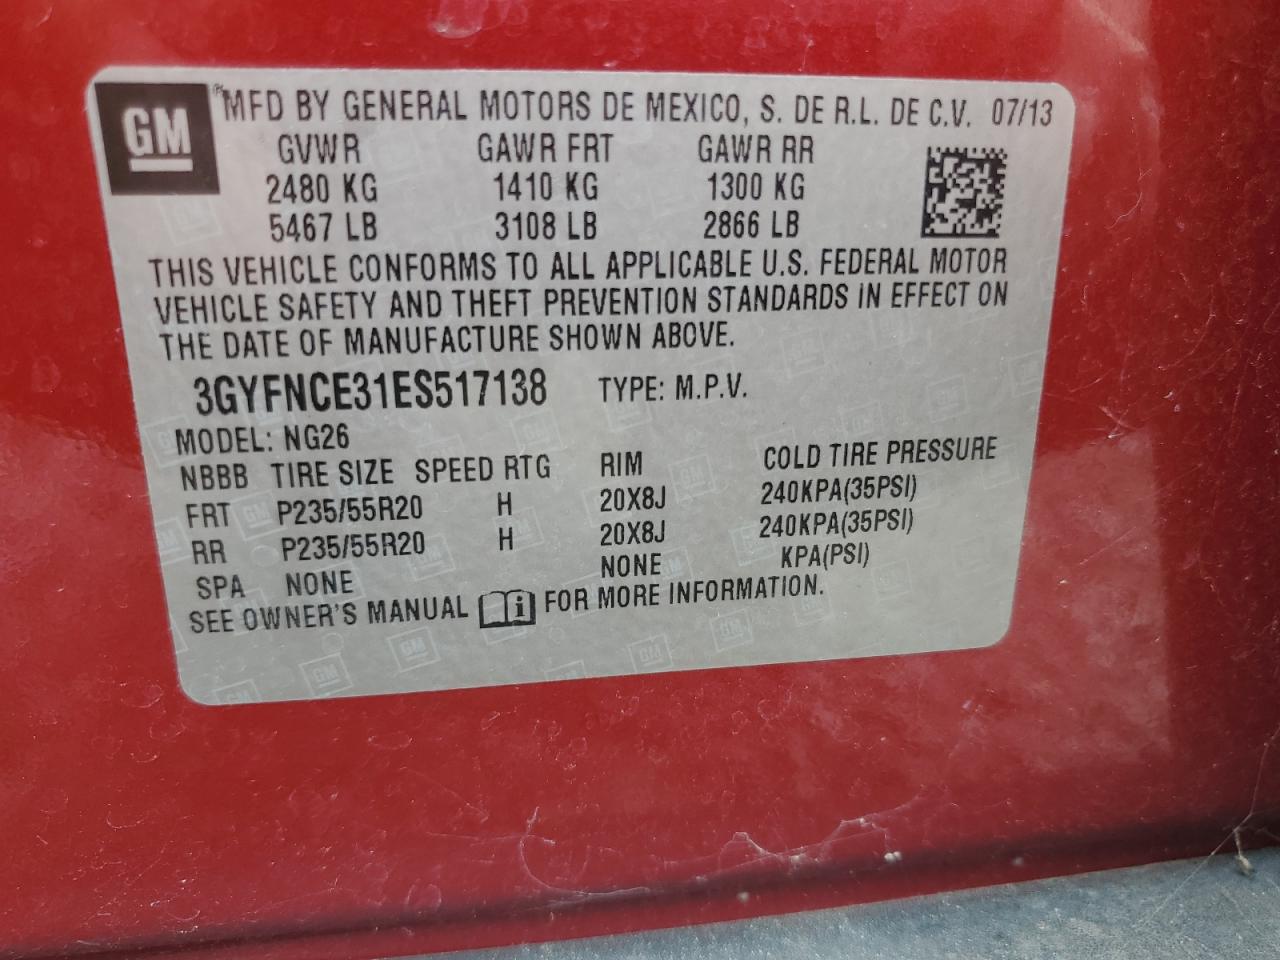 GM ® MFD BY GENERAL MOTORS DE MEXICO, S. DE R.L. DE C.V. 07/13
GVWR GAWR FRT GAWR RR
2480 KG 1410 KG 1300 KG
5467 LB 3108 LB 2866 LB
THIS VEHICLE CONFORMS TO ALL APPLICABLE U.S. FEDERAL MOTOR
VEHICLE SAFETY AND THEFT PREVENTION STANDARDS IN EFFECT ON
THE DATE OF MANUFACTURE SHOWN ABOVE.
3GYFNCE31ES517138 TYPE: M.P.V.
MODEL: NG26
NBBB TIRE SIZE SPEED RTG RIM COLD TIRE PRESSURE
FRT P235/55R20 H 20X8J 240KPA(35PSI)
RR P235/55R20 H 20X8J 240KPA(35PSI)
SPA NONE NONE KPA(PSI)
SEE OWNER'S MANUAL i FOR MORE INFORMATION.